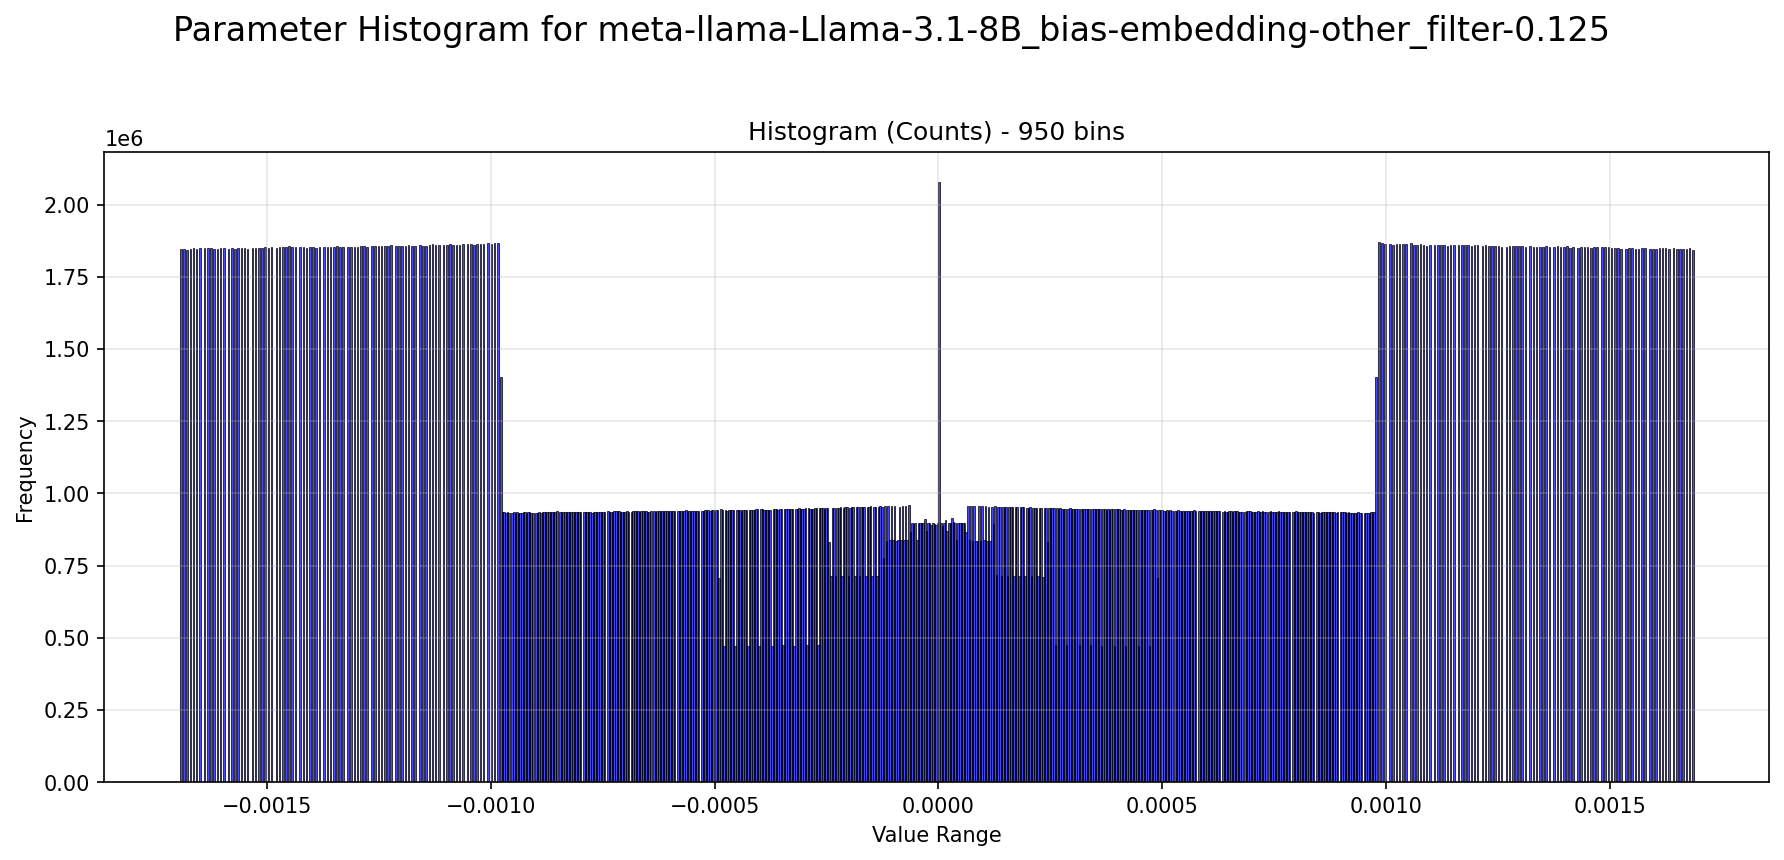 Parameter Histogram for meta-llama-Llama-3.1-8B_bias-embedding-other_filter-0.125
Histogram (Counts) - 950 bins
1e6
2.00
1.75
1.50
1.25
1.00
0.75
0.50
0.25
0.00
Frequency
−0.0015 −0.0010 −0.0005 0.0000 0.0005 0.0010 0.0015
Value Range